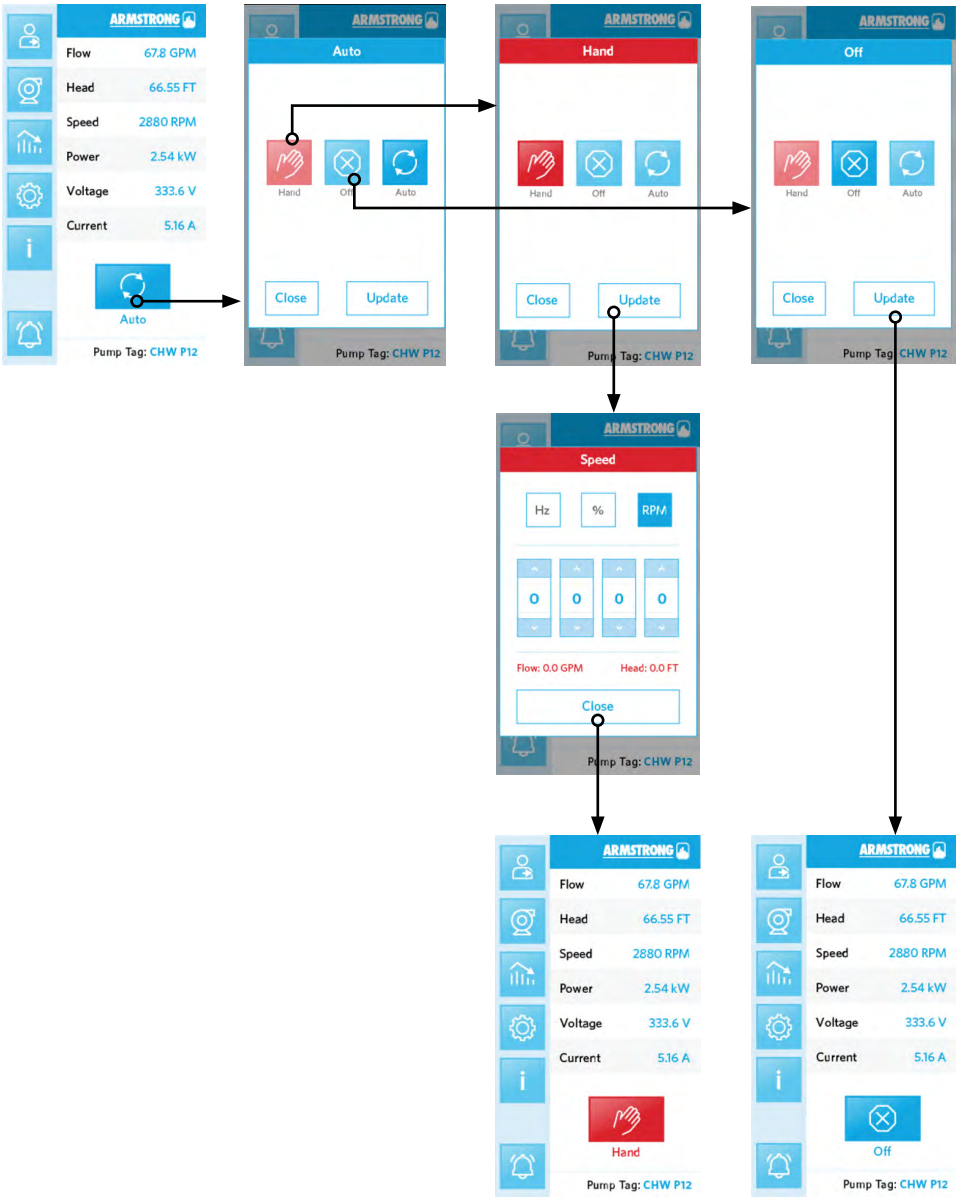 ARMSTRONG
Flow 67.8 GPM
Head 66.55 FT
Speed 2880 RPM
Power 2.54 kW
Voltage 333.6 V
Current 5.16 A
i
Auto
Pump Tag: CHW P12
ARMSTRONG
Auto
Hand Off Auto
Close Update
Pump Tag: CHW P12
ARMSTRONG
Hand
Hand Off Auto
Close Update
Pump Tag: CHW P12
ARMSTRONG
Off
Hand Off Auto
Close Update
Pump Tag: CHW P12
ARMSTRONG
Speed
Hz % RPM
0 0 0 0
Flow: 0.0 GPM Head: 0.0 FT
Close
Pump Tag: CHW P12
ARMSTRONG
Flow 67.8 GPM
Head 66.55 FT
Speed 2880 RPM
Power 2.54 kW
Voltage 333.6 V
Current 5.16 A
i
Hand
Pump Tag: CHW P12
ARMSTRONG
Flow 67.8 GPM
Head 66.55 FT
Speed 2880 RPM
Power 2.54 kW
Voltage 333.6 V
Current 5.16 A
i
Off
Pump Tag: CHW P12